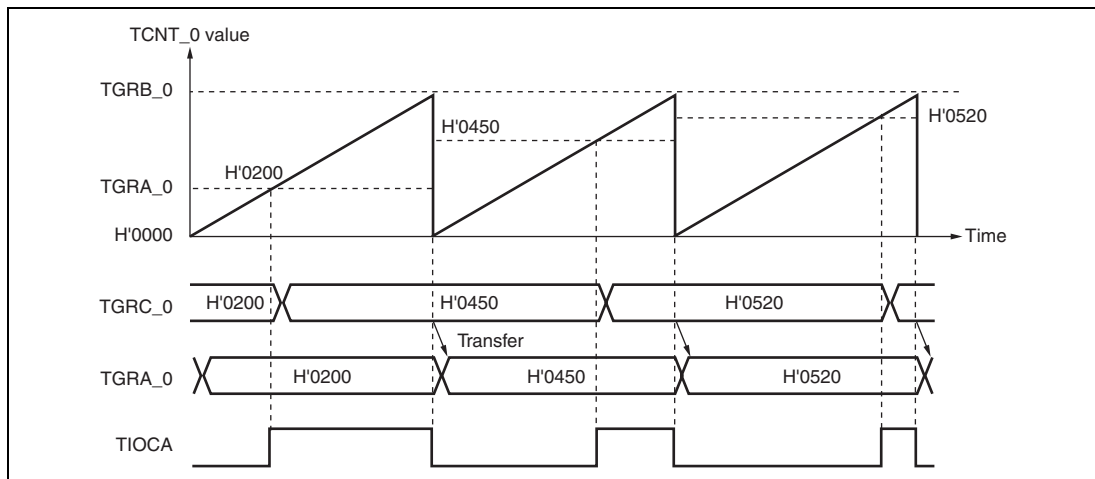 TCNT_0 value
TGRB_0
H'0520
H'0450
H'0200
TGRA_0
H'0000
Time
TGRC_0
H'0200
H'0450
H'0520
Transfer
TGRA_0
H'0200
H'0450
H'0520
TIOCA